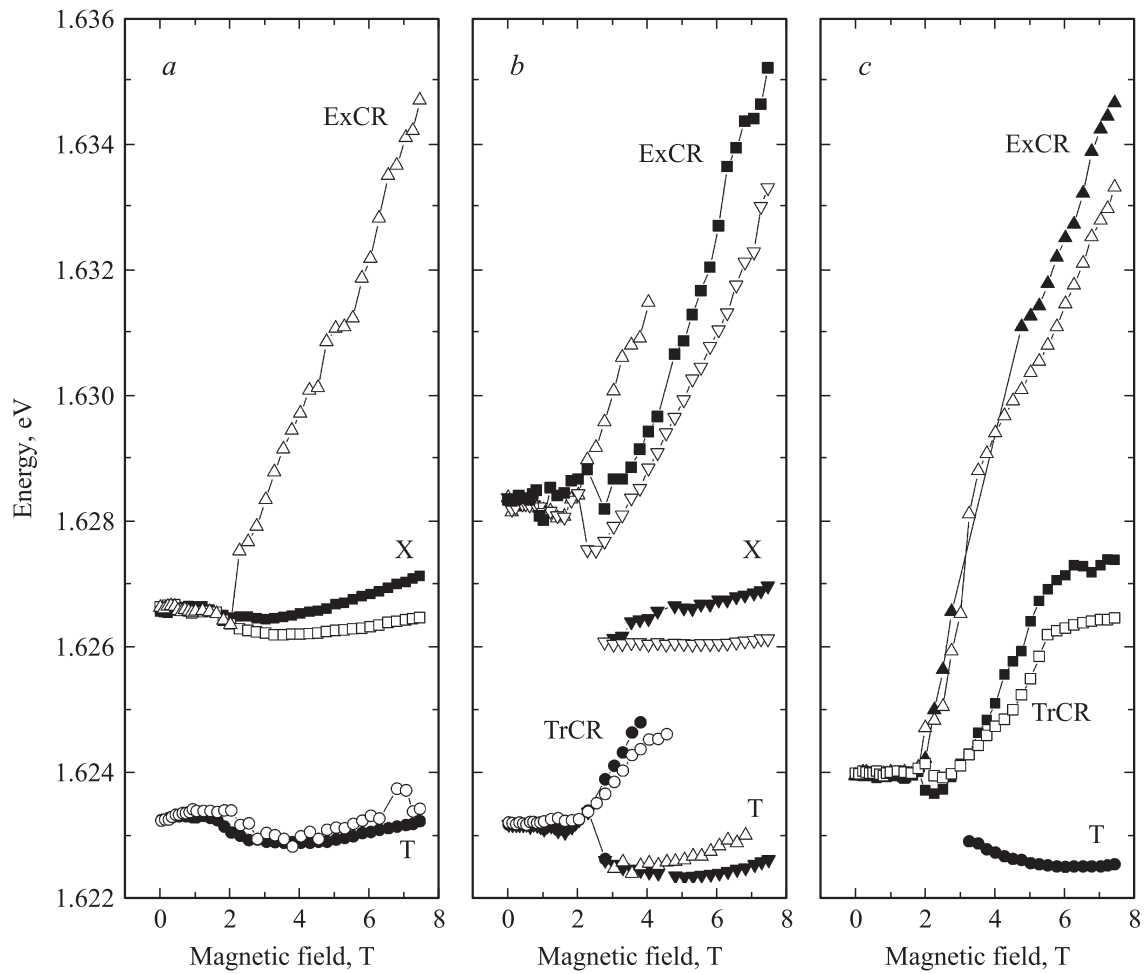 1.636
1.634
1.632
1.630
1.628
1.626
1.624
1.622
Energy, eV
a
ExCR
X
T
0 2 4 6 8
Magnetic field, T
b
ExCR
X
TrCR
T
0 2 4 6 8
Magnetic field, T
c
ExCR
TrCR
T
0 2 4 6 8
Magnetic field, T